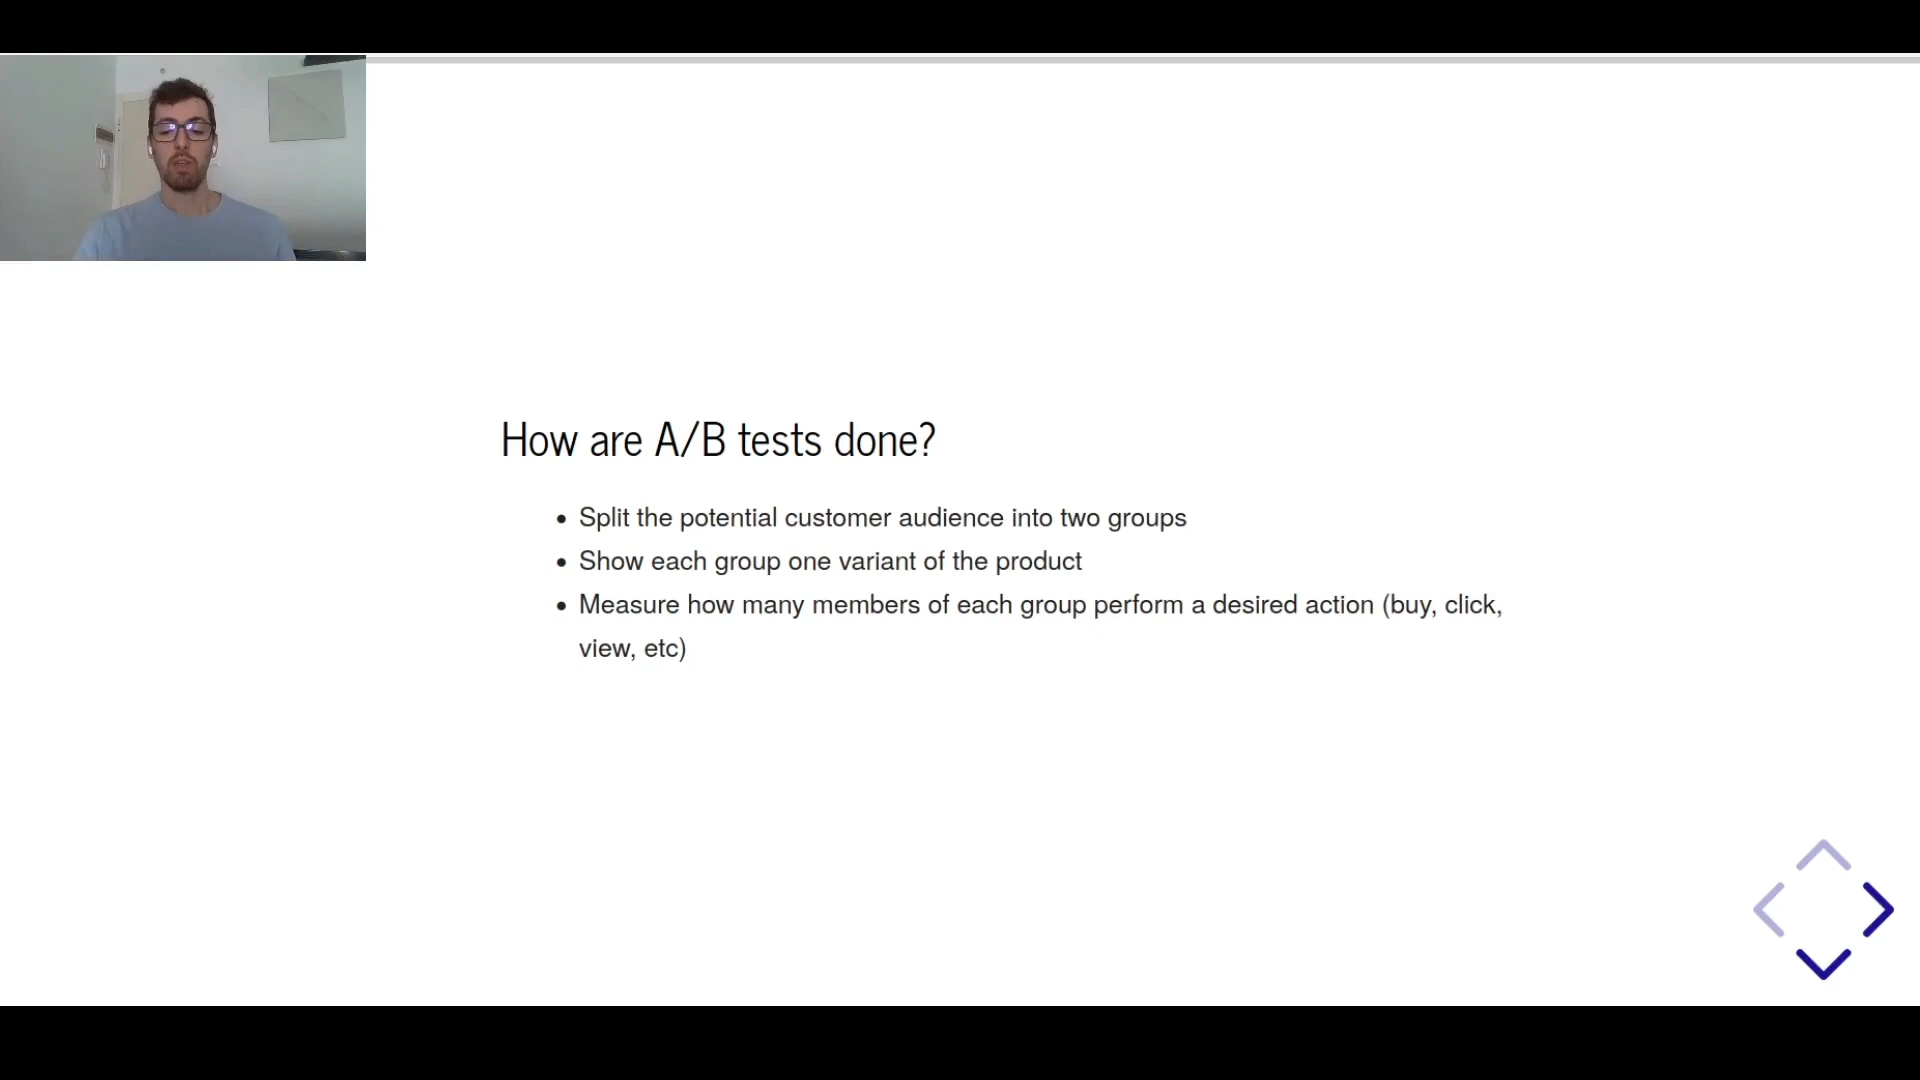 How are A/B tests done?
• Split the potential customer audience into two groups
• Show each group one variant of the product
• Measure how many members of each group perform a desired action (buy, click,
view, etc)